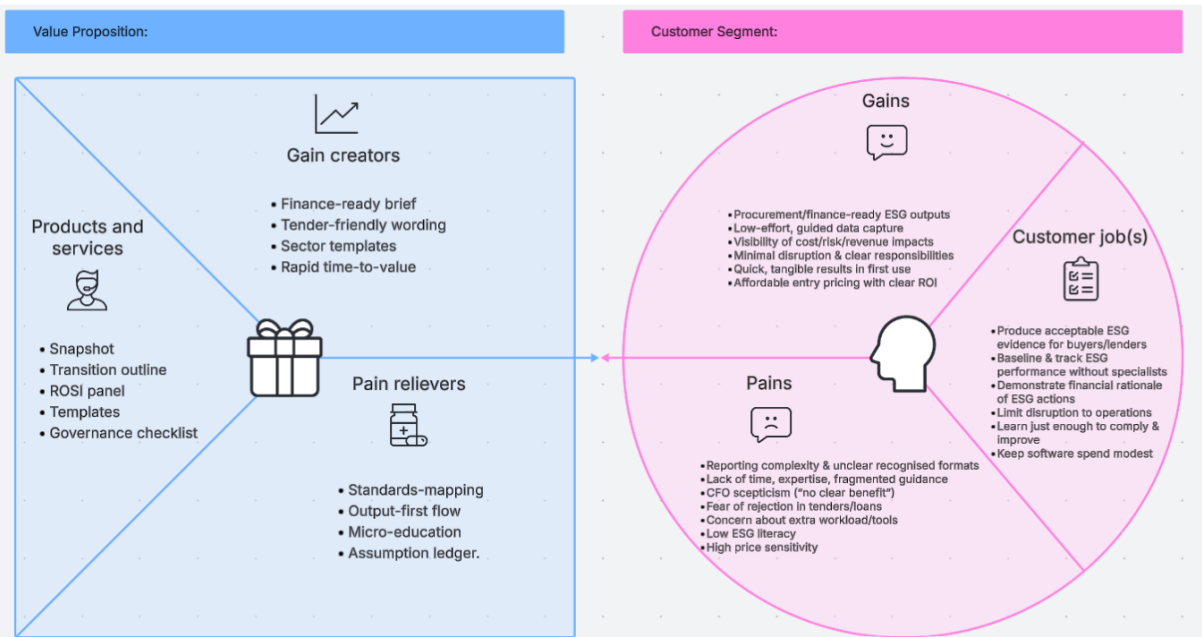 Value Proposition:
Customer Segment:
Gain creators
• Finance-ready brief
• Tender-friendly wording
• Sector templates
• Rapid time-to-value
Products and
services
• Snapshot
• Transition outline
• ROSI panel
• Templates
• Governance checklist
Pain relievers
• Standards-mapping
• Output-first flow
• Micro-education
• Assumption ledger.
Gains
• Procurement/finance-ready ESG outputs
• Low-effort, guided data capture
• Visibility of cost/risk/revenue impacts
• Minimal disruption & clear responsibilities
• Quick, tangible results in first use
• Affordable entry pricing with clear ROI
Customer job(s)
• Produce acceptable ESG
evidence for buyers/lenders
• Baseline & track ESG
performance without specialists
• Demonstrate financial rationale
of ESG actions
• Limit disruption to operations
• Learn just enough to comply &
improve
• Keep software spend modest
Pains
• Reporting complexity & unclear recognised formats
• Lack of time, expertise, fragmented guidance
• CFO scepticism (“no clear benefit”)
• Fear of rejection in tenders/loans
• Concern about extra workload/tools
• Low ESG literacy
• High price sensitivity